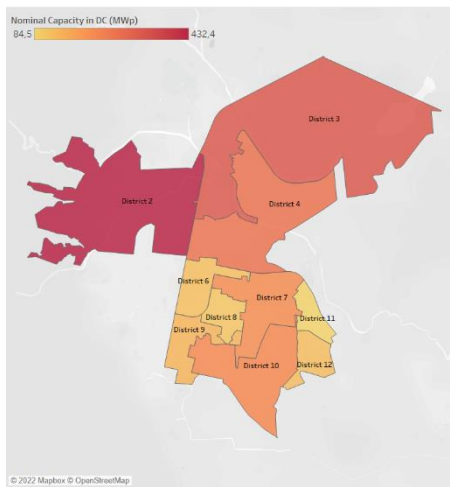 Nominal Capacity in DC (MWp)
84,5 432,4
District 3
District 2
District 4
District 6
District 7
District 8
District 11
District 9
District 10
District 12
© 2022 Mapbox © OpenStreetMap